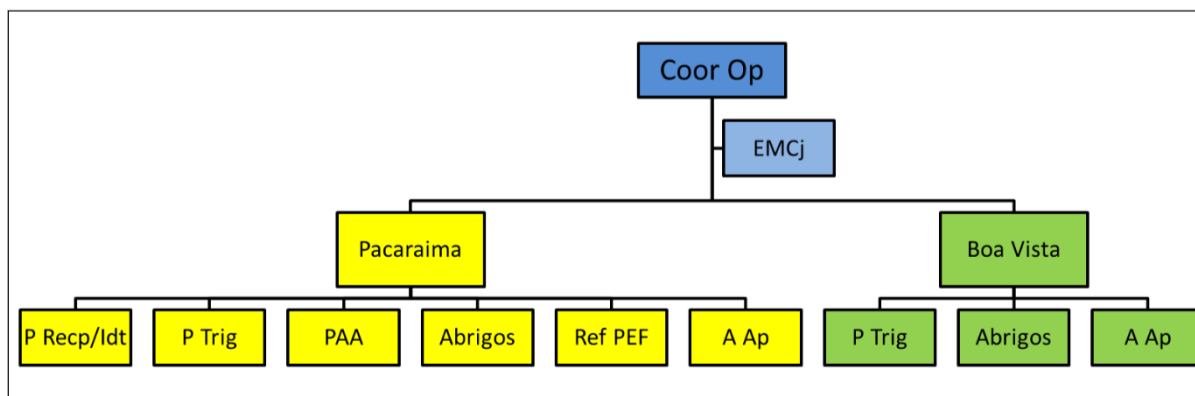 Coor Op
EMCj
Pacaraima
Boa Vista
P Recp/Idt
P Trig
PAA
Abrigos
Ref PEF
A Ap
P Trig
Abrigos
A Ap